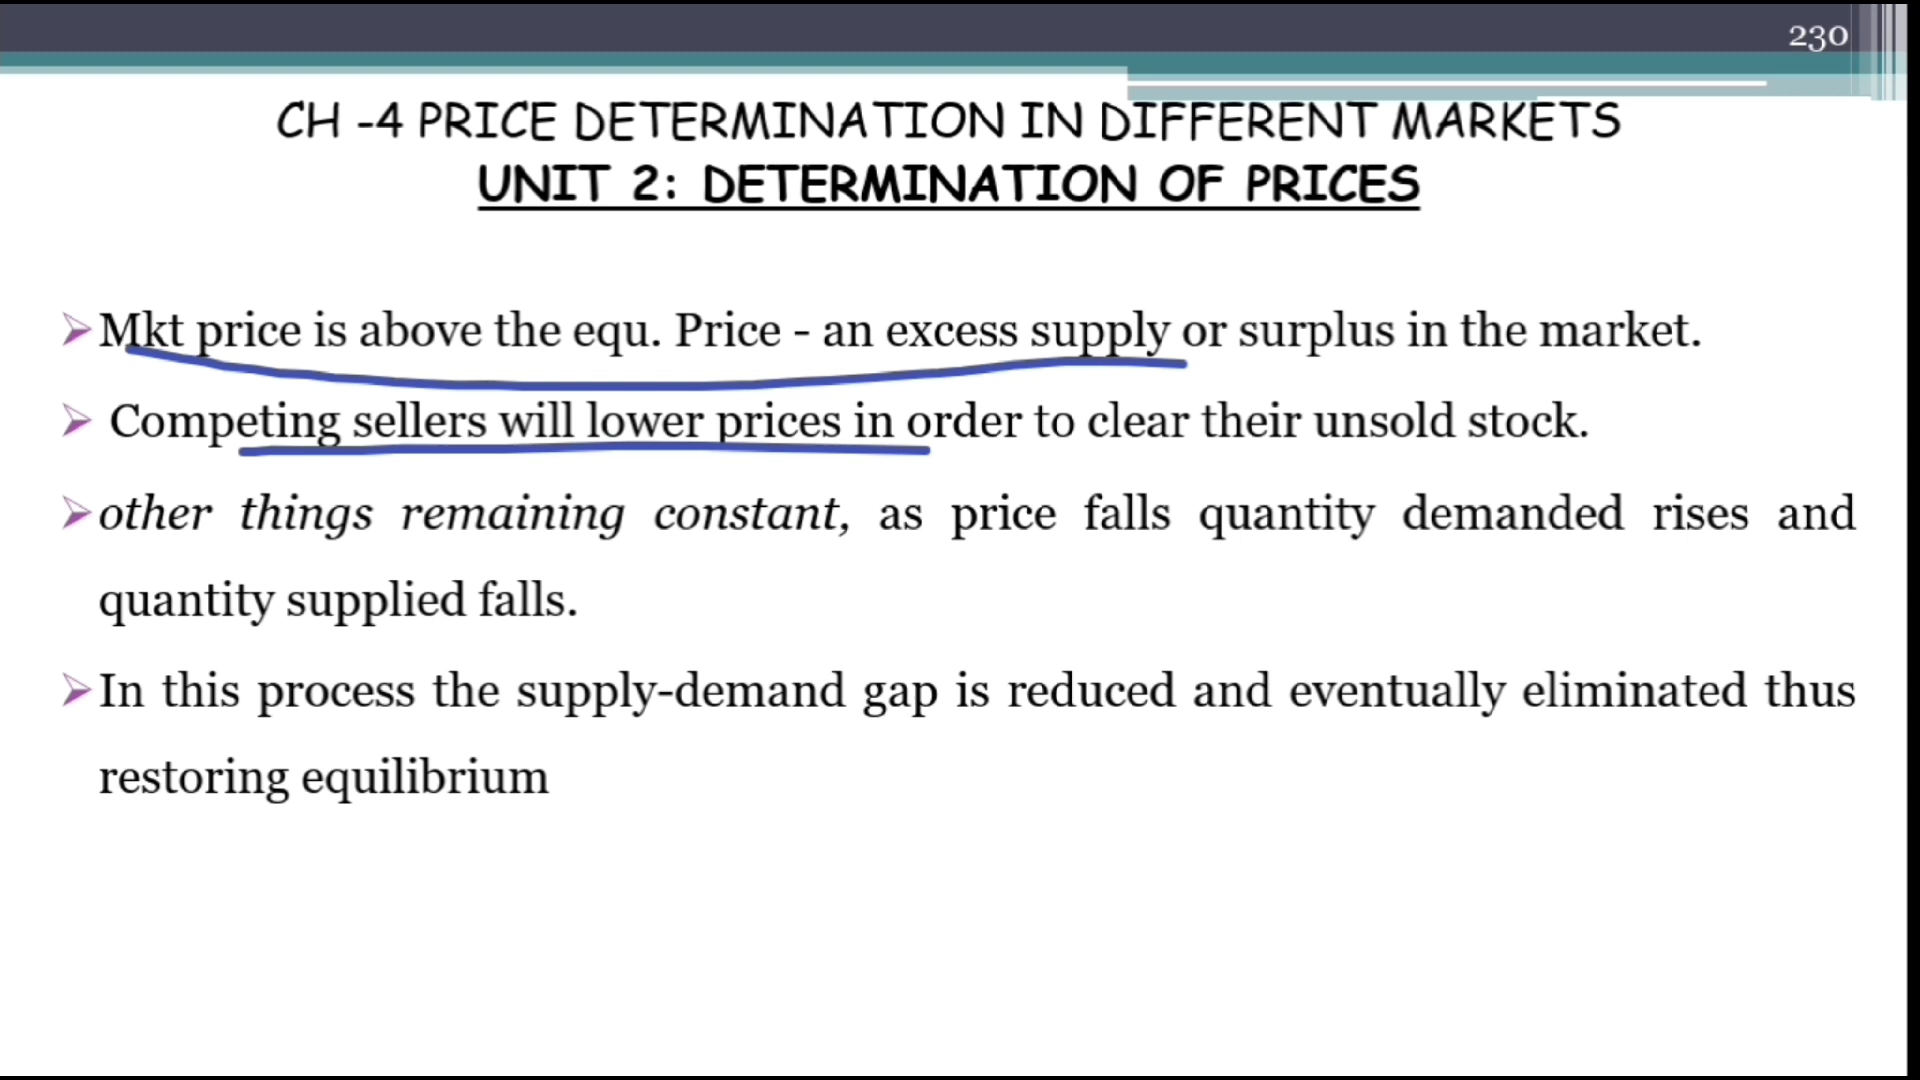 230
CH -4 PRICE DETERMINATION IN DIFFERENT MARKETS
UNIT 2: DETERMINATION OF PRICES
Mkt price is above the equ. Price - an excess supply or surplus in the market.
Competing sellers will lower prices in order to clear their unsold stock.
other things remaining constant, as price falls quantity demanded rises and
quantity supplied falls.
In this process the supply-demand gap is reduced and eventually eliminated thus
restoring equilibrium